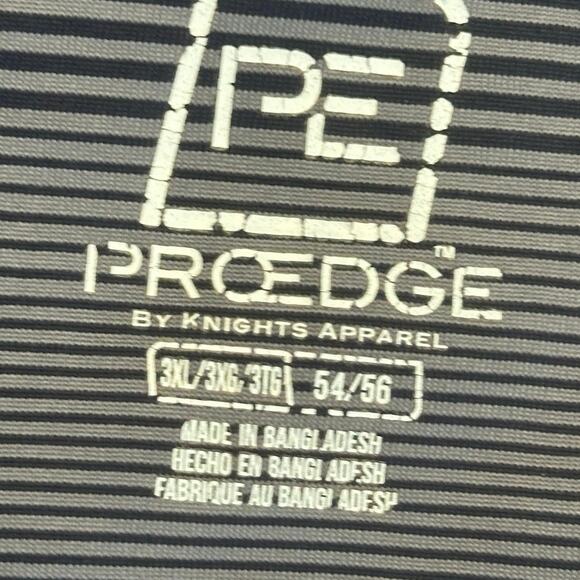 PE
PROEDGE™
BY KNIGHTS APPAREL
3XL/3XG/3TG 54/56
MADE IN BANGLADESH
HECHO EN BANGLADESH
FABRIQUE AU BANGLADESH